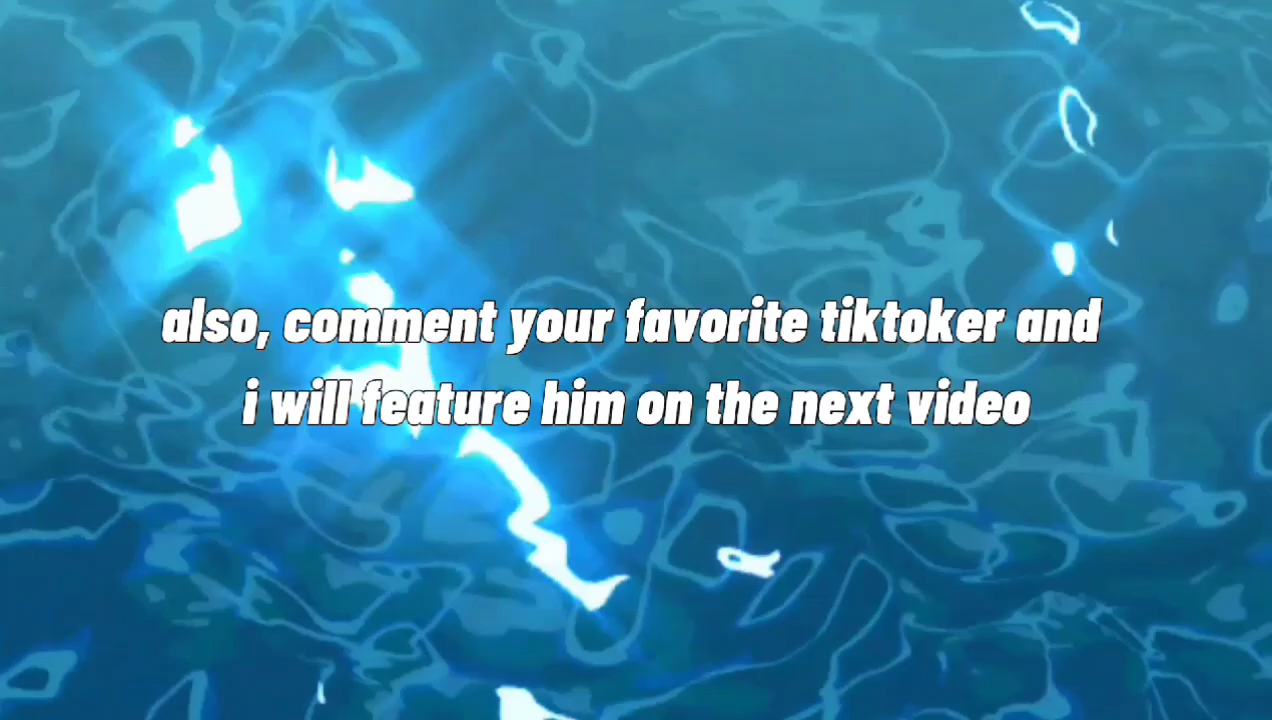 also, comment your favorite tiktoker and
i will feature him on the next video